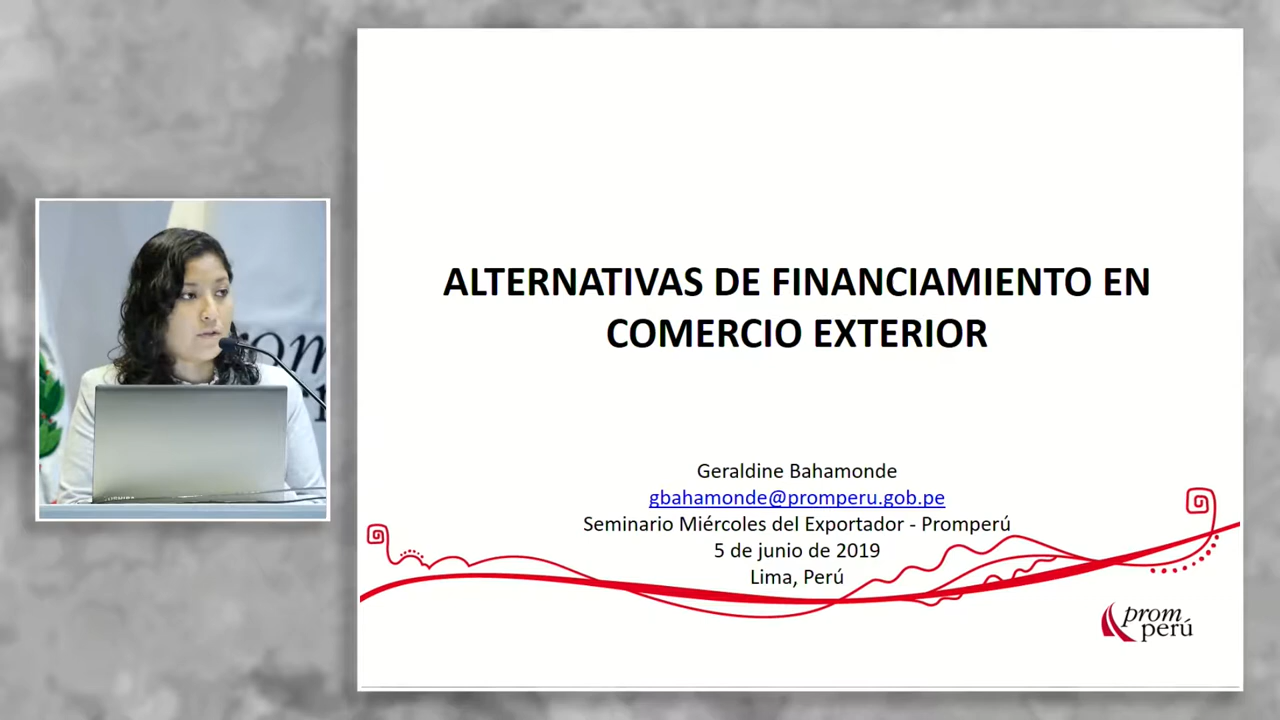 ALTERNATIVAS DE FINANCIAMIENTO EN
COMERCIO EXTERIOR
Geraldine Bahamonde
gbahamonde@promperu.gob.pe
Seminario Miércoles del Exportador - Promperú
5 de junio de 2019
Lima, Perú
prom
perú
prom